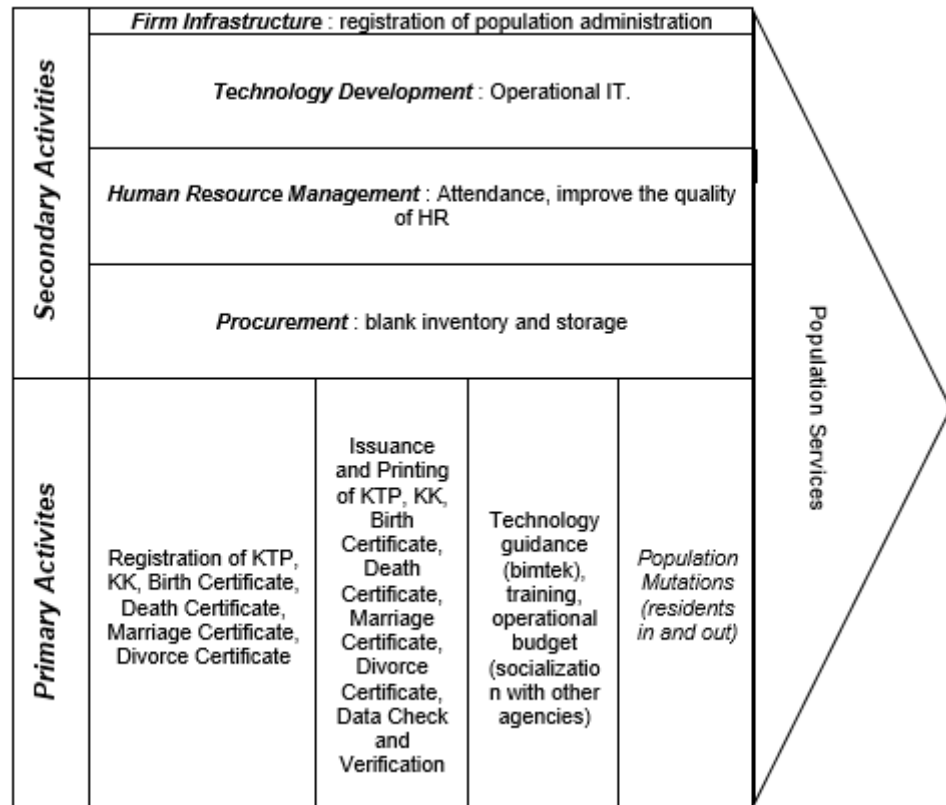 Secondary Activities
Firm Infrastructure : registration of population administration
Technology Development : Operational IT.
Human Resource Management : Attendance, improve the quality
of HR
Procurement : blank inventory and storage
Primary Activites
Registration of KTP,
KK, Birth Certificate,
Death Certificate,
Marriage Certificate,
Divorce Certificate
Issuance
and Printing
of KTP, KK,
Birth
Certificate,
Death
Certificate,
Marriage
Certificate,
Divorce
Certificate,
Data Check
and
Verification
Technology
guidance
(bimtek),
training,
operational
budget
(socializatio
n with other
agencies)
Population
Mutations
(residents
in and out)
Population Services